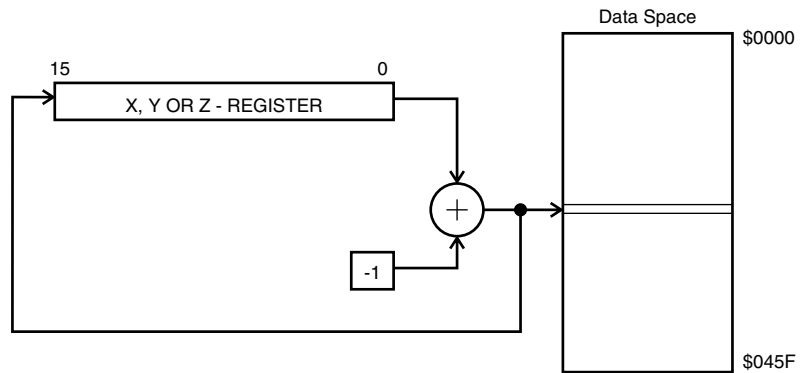 Data Space
$0000
15 0
X, Y OR Z - REGISTER
+
-1
$045F